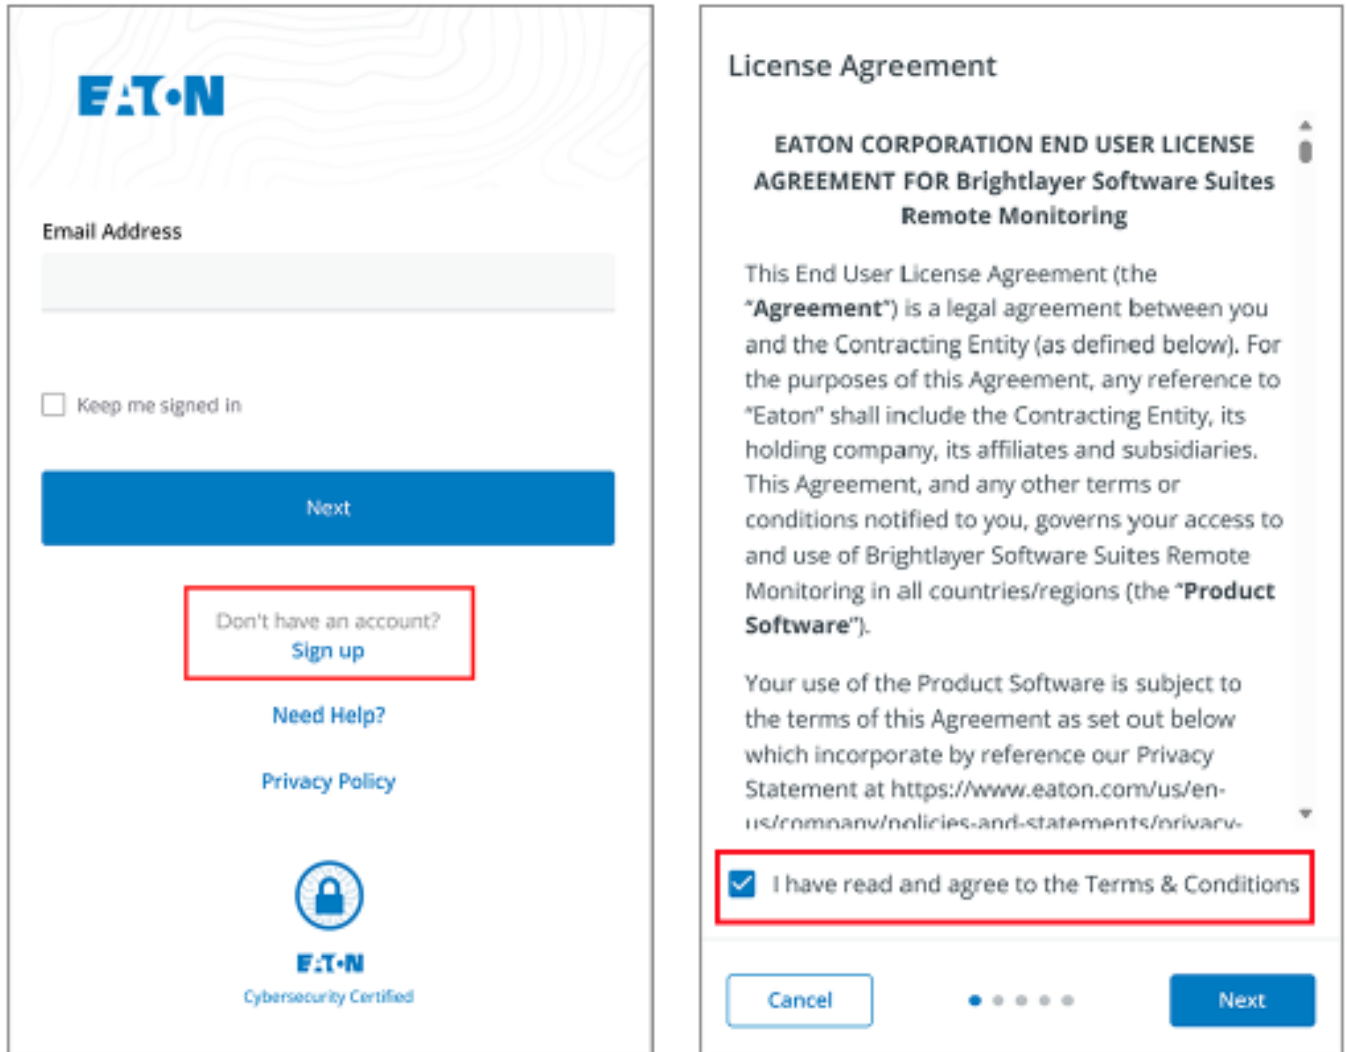 EATON
Email Address
Keep me signed in
Next
Don't have an account?
Sign up
Need Help?
Privacy Policy
EATON
Cybersecurity Certified
License Agreement
EATON CORPORATION END USER LICENSE
AGREEMENT FOR Brightlayer Software Suites
Remote Monitoring
This End User License Agreement (the
“Agreement”) is a legal agreement between you
and the Contracting Entity (as defined below). For
the purposes of this Agreement, any reference to
“Eaton” shall include the Contracting Entity, its
holding company, its affiliates and subsidiaries.
This Agreement, and any other terms or
conditions notified to you, governs your access to
and use of Brightlayer Software Suites Remote
Monitoring in all countries/regions (the “Product
Software”).
Your use of the Product Software is subject to
the terms of this Agreement as set out below
which incorporate by reference our Privacy
Statement at https://www.eaton.com/us/en-
us/company/policies-and-statements/privacy-
I have read and agree to the Terms & Conditions
Cancel
Next